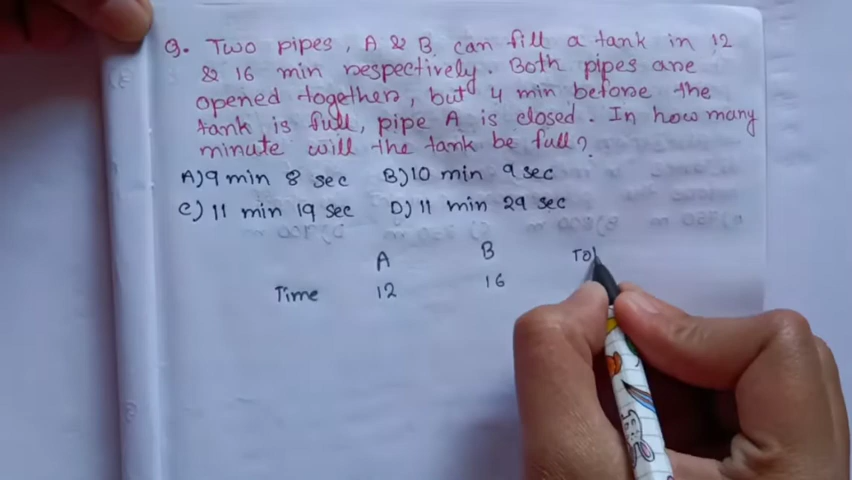 Q. Two pipes, A & B can fill a tank in 12
& 16 min respectively. Both pipes are
opened together, but 4 min before the
tank is full, pipe A is closed. In how many
minute will the tank be full?
A) 9 min 8 sec B) 10 min 9 sec
C) 11 min 19 sec D) 11 min 29 sec
A B To
Time 12 16